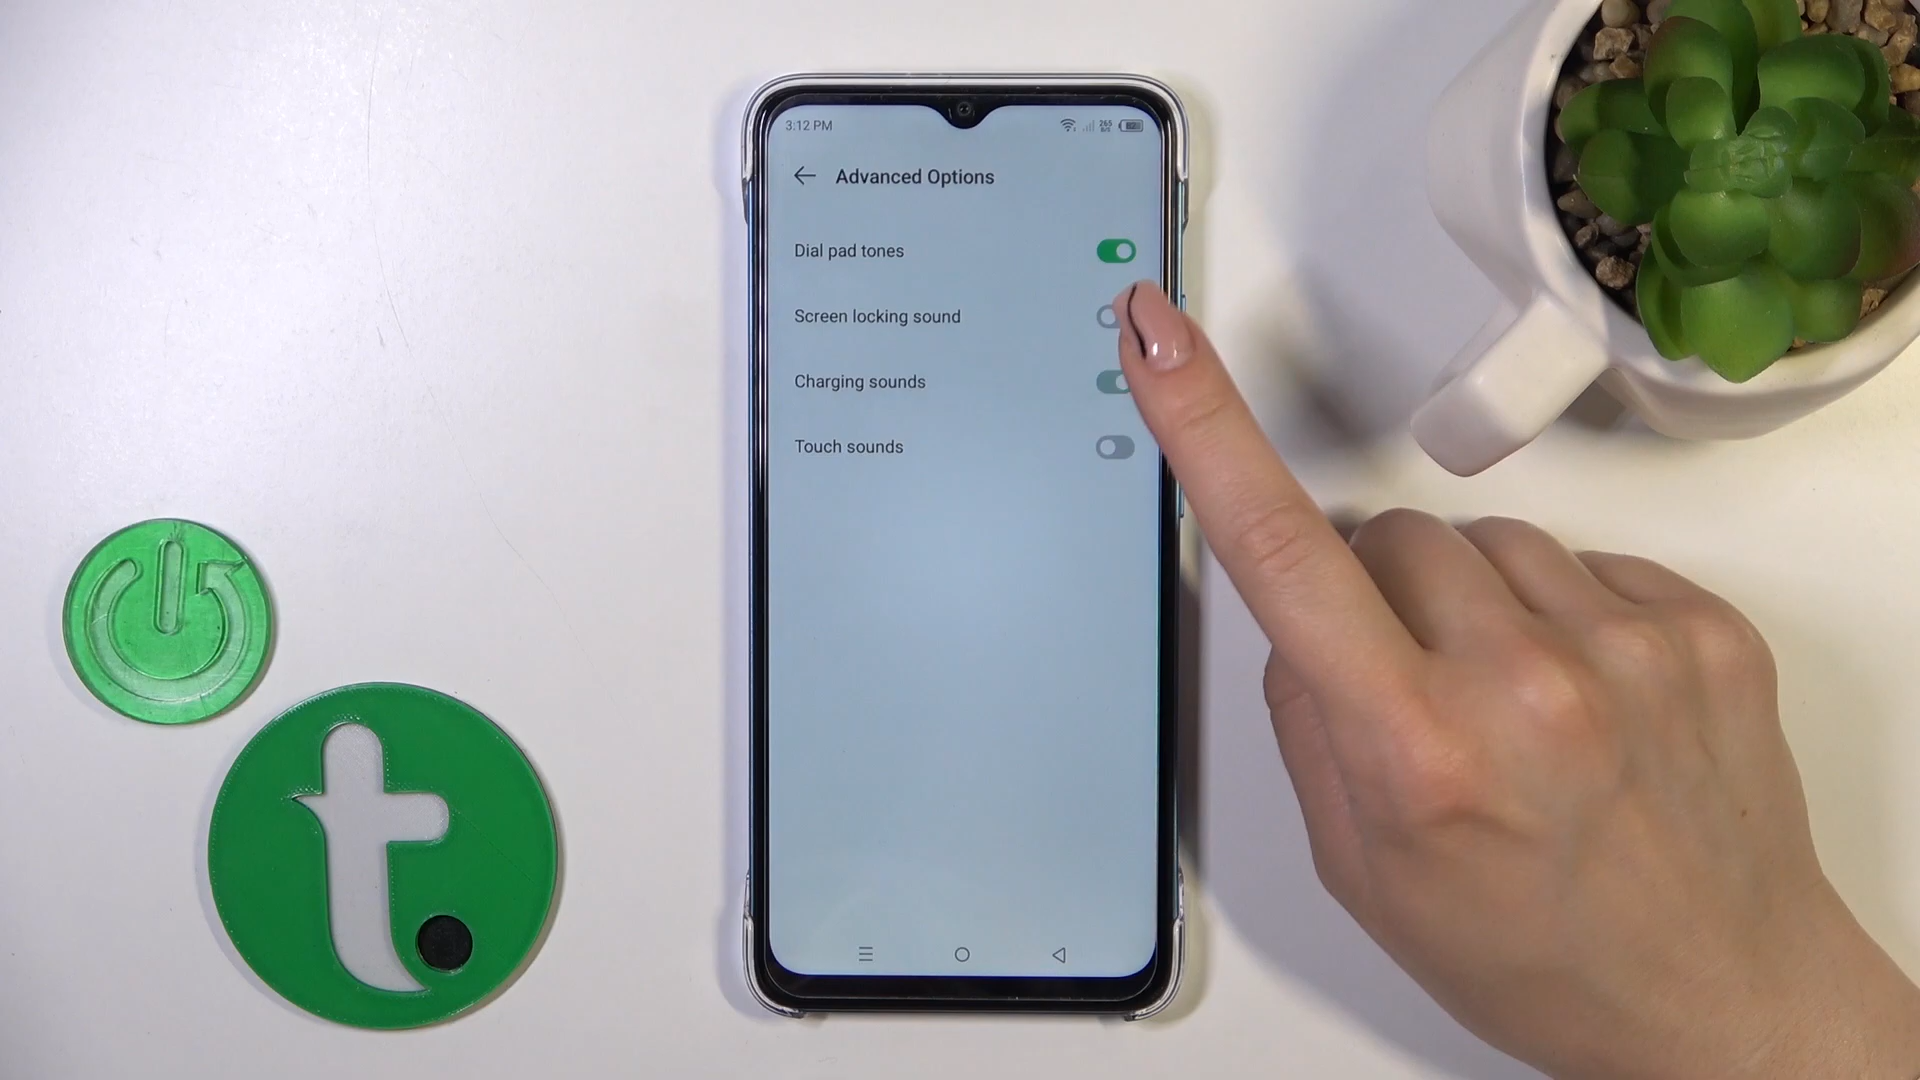 3:12 PM
Advanced Options
Dial pad tones
Screen locking sound
Charging sounds
Touch sounds
t.